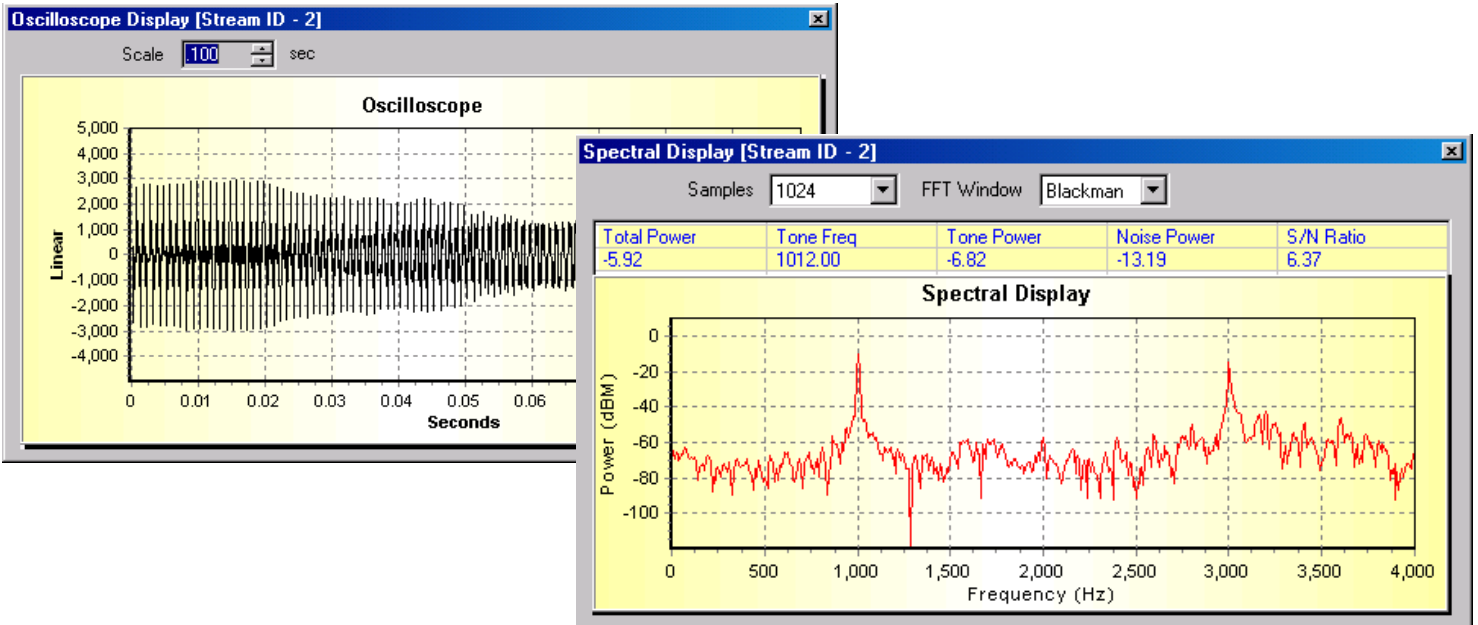 Oscilloscope Display [Stream ID - 2]
Scale .100 sec
Oscilloscope
5,000
4,000
3,000
2,000
1,000
0
-1,000
-2,000
-3,000
-4,000
Linear
0 0.01 0.02 0.03 0.04 0.05 0.06
Seconds
Spectral Display [Stream ID - 2]
Samples 1024 FFT Window Blackman
Total Power Tone Freq Tone Power Noise Power S/N Ratio
-5.92 1012.00 -6.82 -13.19 6.37
Spectral Display
0
-20
-40
-60
-80
-100
Power (dBM)
0 500 1,000 1,500 2,000 2,500 3,000 3,500 4,000
Frequency (Hz)